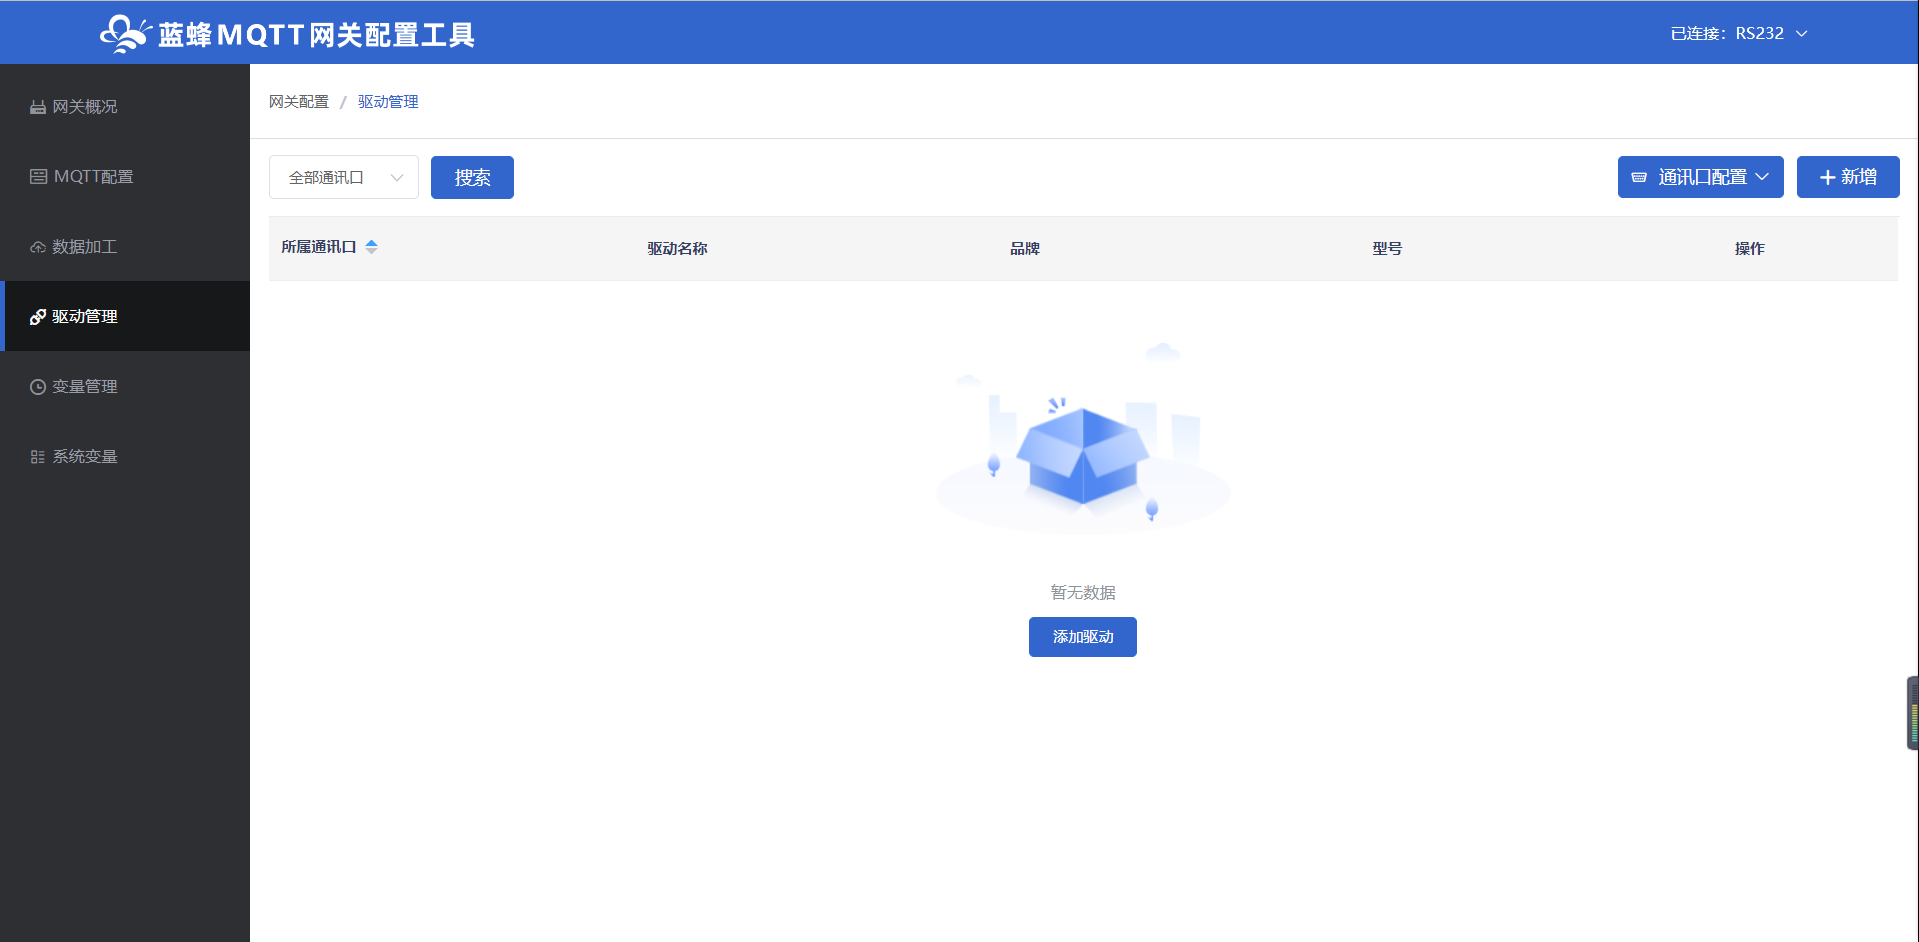 蓝蜂MQTT网关配置工具
已连接：RS232
网关概况
MQTT配置
数据加工
驱动管理
变量管理
系统变量
网关配置 / 驱动管理
全部通讯口 搜索 通讯口配置 新增
所属通讯口 驱动名称 品牌 型号 操作
暂无数据
添加驱动